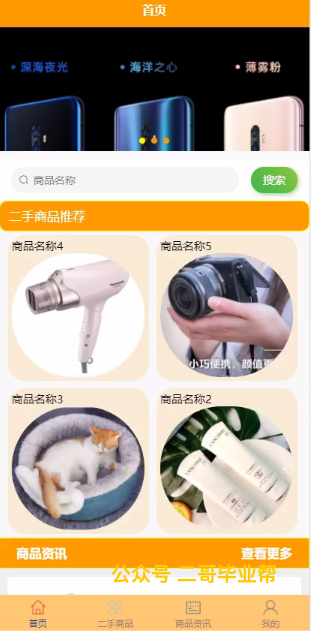 首页
深海夜光
海洋之心
薄雾粉
商品名称
搜索
二手商品推荐
商品名称4
商品名称5
小巧便携，颜值更
商品名称3
商品名称2
LANCOME
LANCOME
商品资讯
查看更多
公众号 二哥毕业帮
首页
二手商品
商品资讯
我的